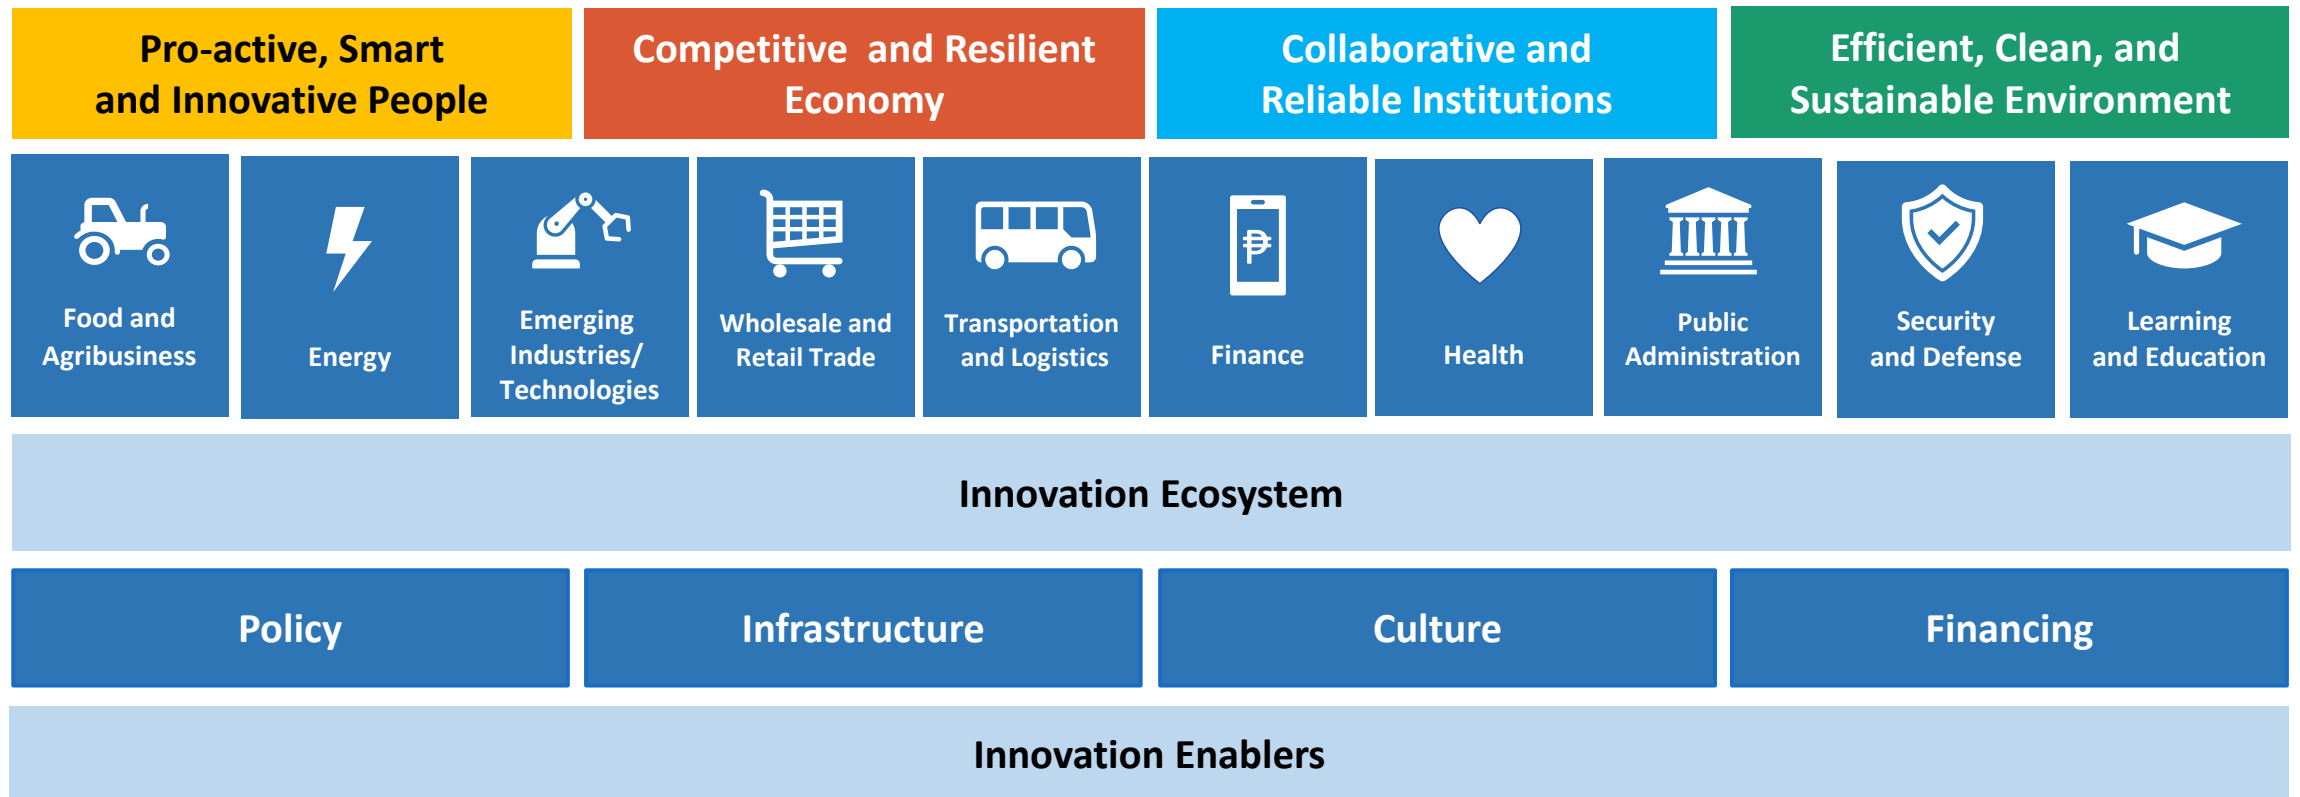 Pro-active, Smart
and Innovative People
Competitive and Resilient
Economy
Collaborative and
Reliable Institutions
Efficient, Clean, and
Sustainable Environment
Food and
Agribusiness
Energy
Emerging
Industries/
Technologies
Wholesale and
Retail Trade
Transportation
and Logistics
₱
Finance
Health
Public
Administration
Security
and Defense
Learning
and Education
Innovation Ecosystem
Policy
Infrastructure
Culture
Financing
Innovation Enablers